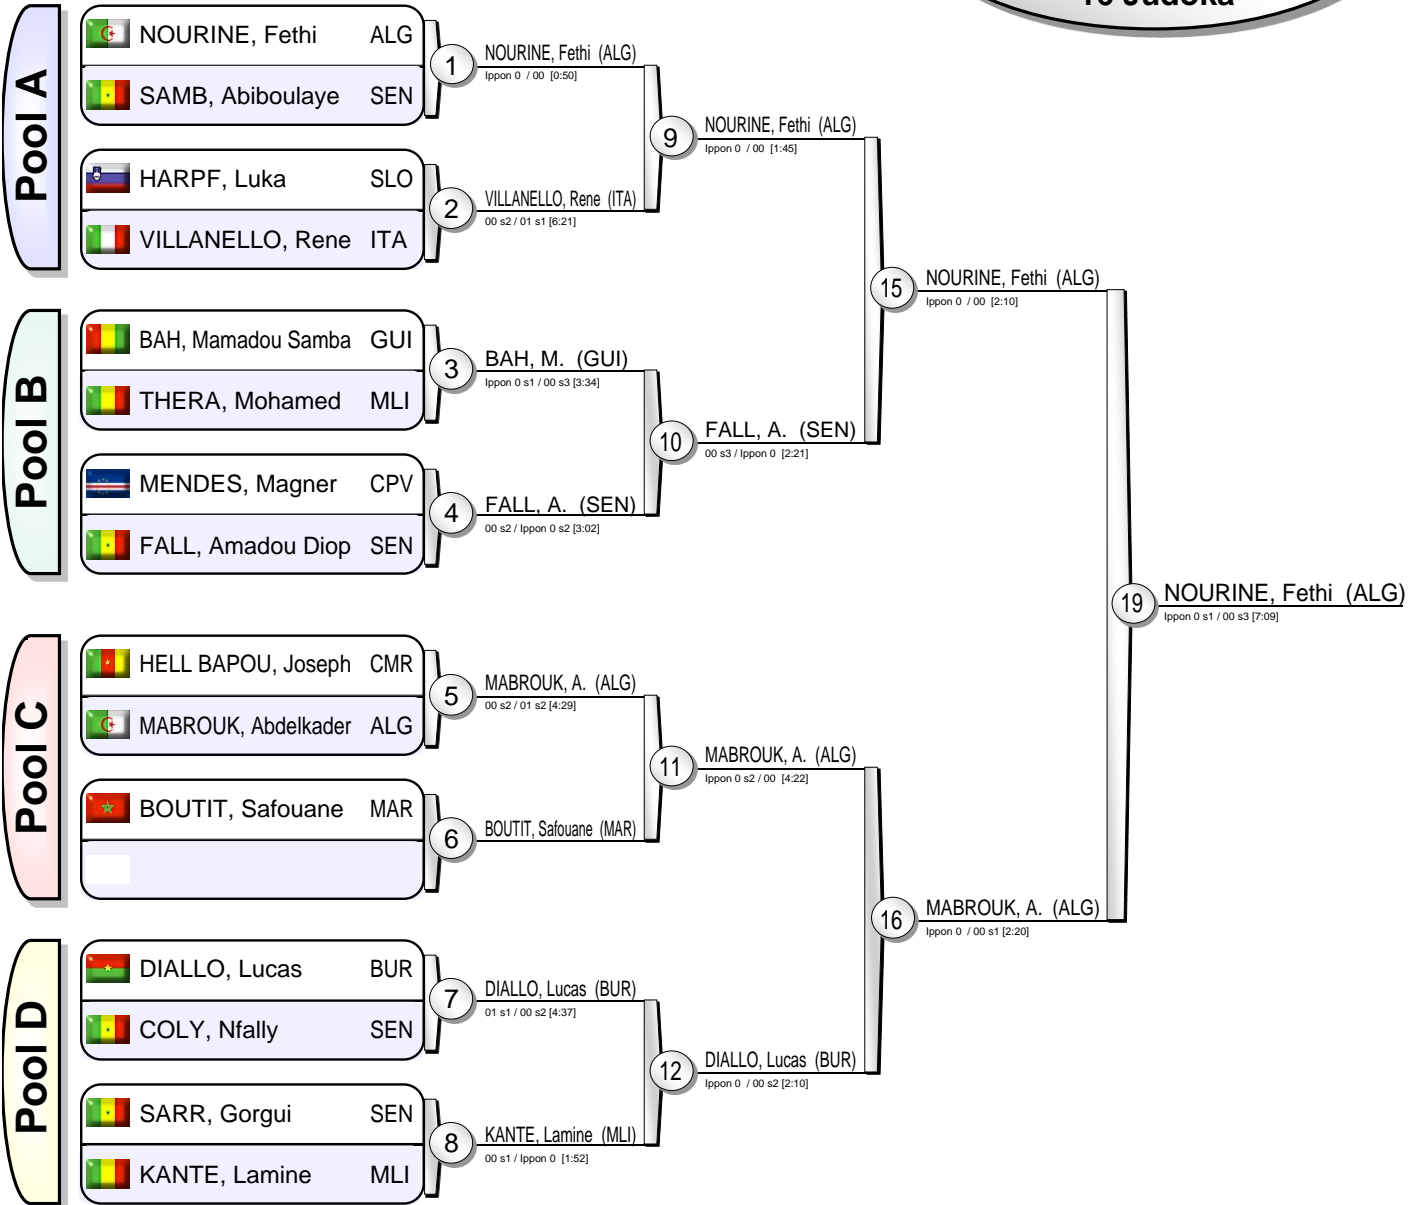 16 Judoka
Pool A
NOURINE, Fethi ALG
SAMB, Abiboulaye SEN
1
NOURINE, Fethi (ALG)
Ippon 0 / 00 [0:50]
HARPF, Luka SLO
VILLANELLO, Rene ITA
2
VILLANELLO, Rene (ITA)
00 s2 / 01 s1 [6:21]
9
NOURINE, Fethi (ALG)
Ippon 0 / 00 [1:45]
Pool B
BAH, Mamadou Samba GUI
THERA, Mohamed MLI
3
BAH, M. (GUI)
Ippon 0 s1 / 00 s3 [3:34]
MENDES, Magner CPV
FALL, Amadou Diop SEN
4
FALL, A. (SEN)
00 s2 / Ippon 0 s2 [3:02]
10
FALL, A. (SEN)
00 s3 / Ippon 0 [2:21]
15
NOURINE, Fethi (ALG)
Ippon 0 / 00 [2:10]
Pool C
HELL BAPOU, Joseph CMR
MABROUK, Abdelkader ALG
5
MABROUK, A. (ALG)
00 s2 / 01 s2 [4:29]
BOUTIT, Safouane MAR
6
BOUTIT, Safouane (MAR)
11
MABROUK, A. (ALG)
Ippon 0 s2 / 00 [4:22]
Pool D
DIALLO, Lucas BUR
COLY, Nfally SEN
7
DIALLO, Lucas (BUR)
01 s1 / 00 s2 [4:37]
SARR, Gorgui SEN
KANTE, Lamine MLI
8
KANTE, Lamine (MLI)
00 s1 / Ippon 0 [1:52]
12
DIALLO, Lucas (BUR)
Ippon 0 / 00 s2 [2:10]
16
MABROUK, A. (ALG)
Ippon 0 / 00 s1 [2:20]
19
NOURINE, Fethi (ALG)
Ippon 0 s1 / 00 s3 [7:09]